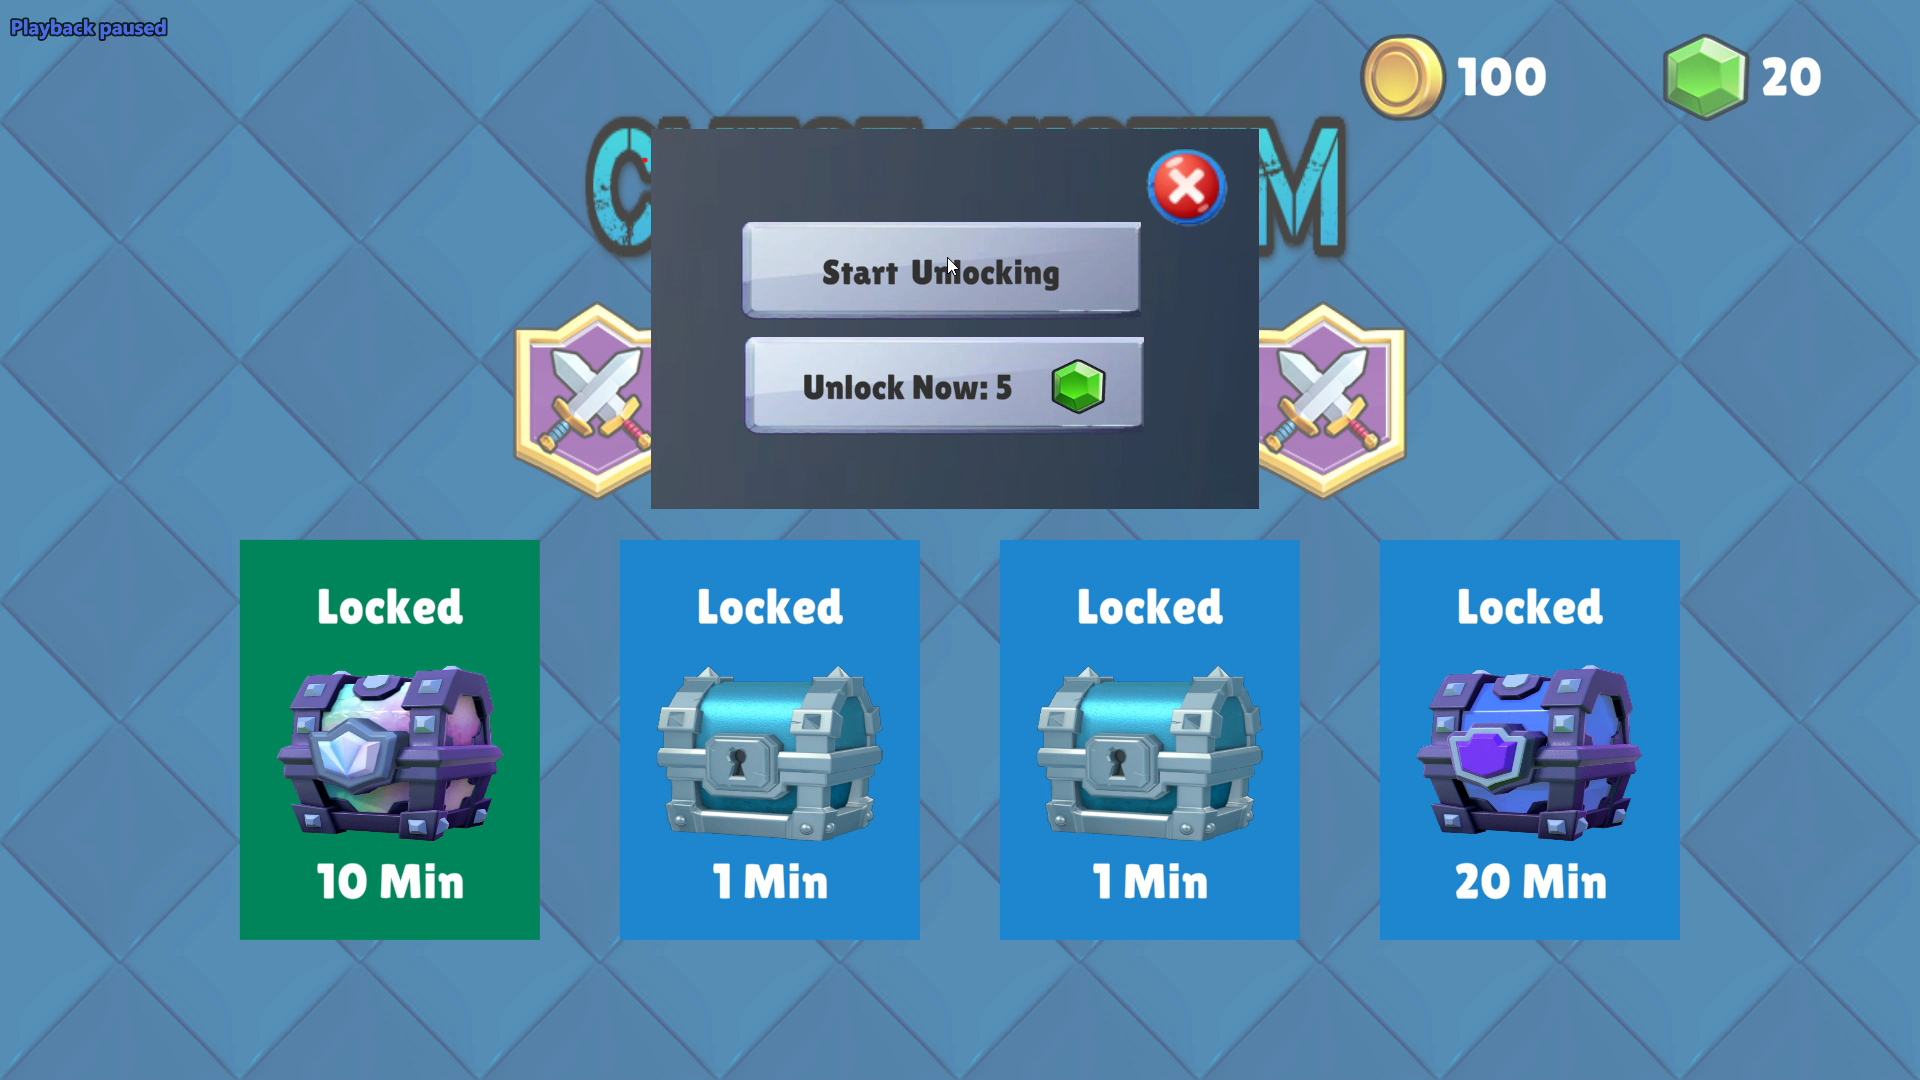 Playback paused
100
20
Start Unlocking
Unlock Now: 5
Locked
Locked
Locked
Locked
10 Min
1 Min
1 Min
20 Min